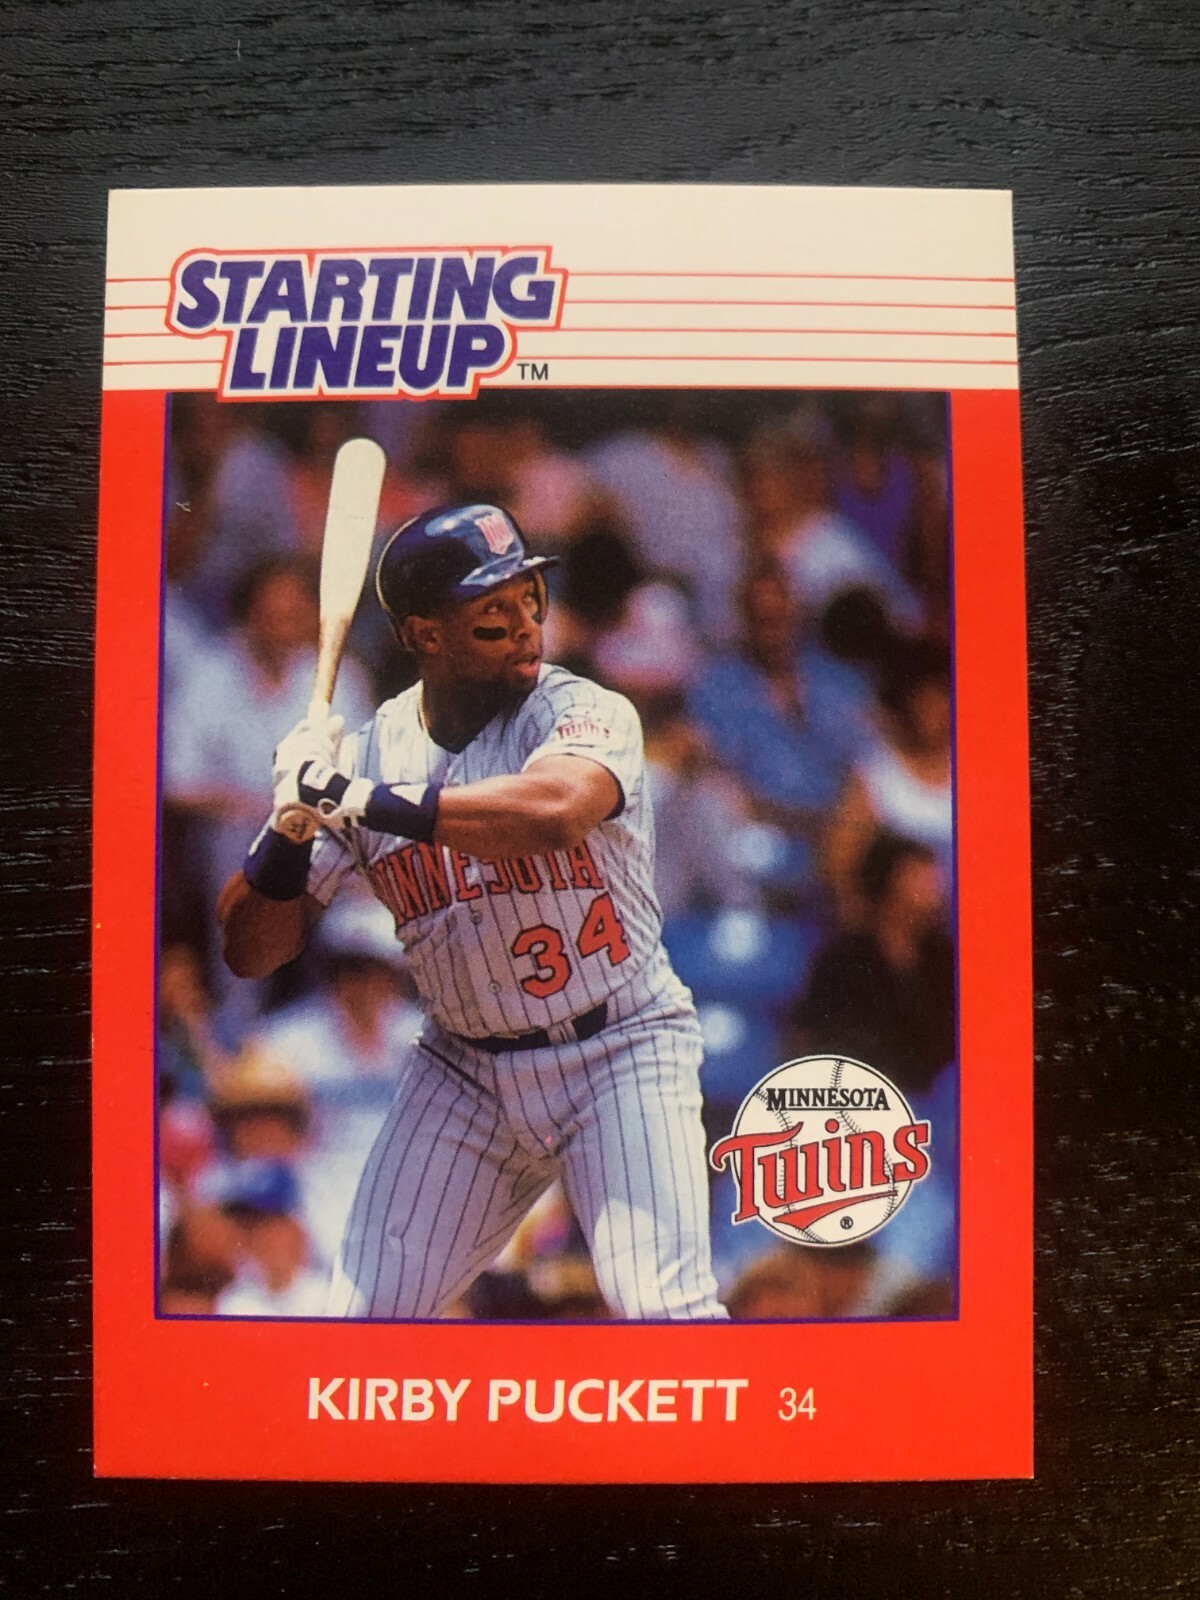 STARTING
LINEUP ™
Twins
MINNESOTA
34
MINNESOTA
Twins
®
KIRBY PUCKETT 34